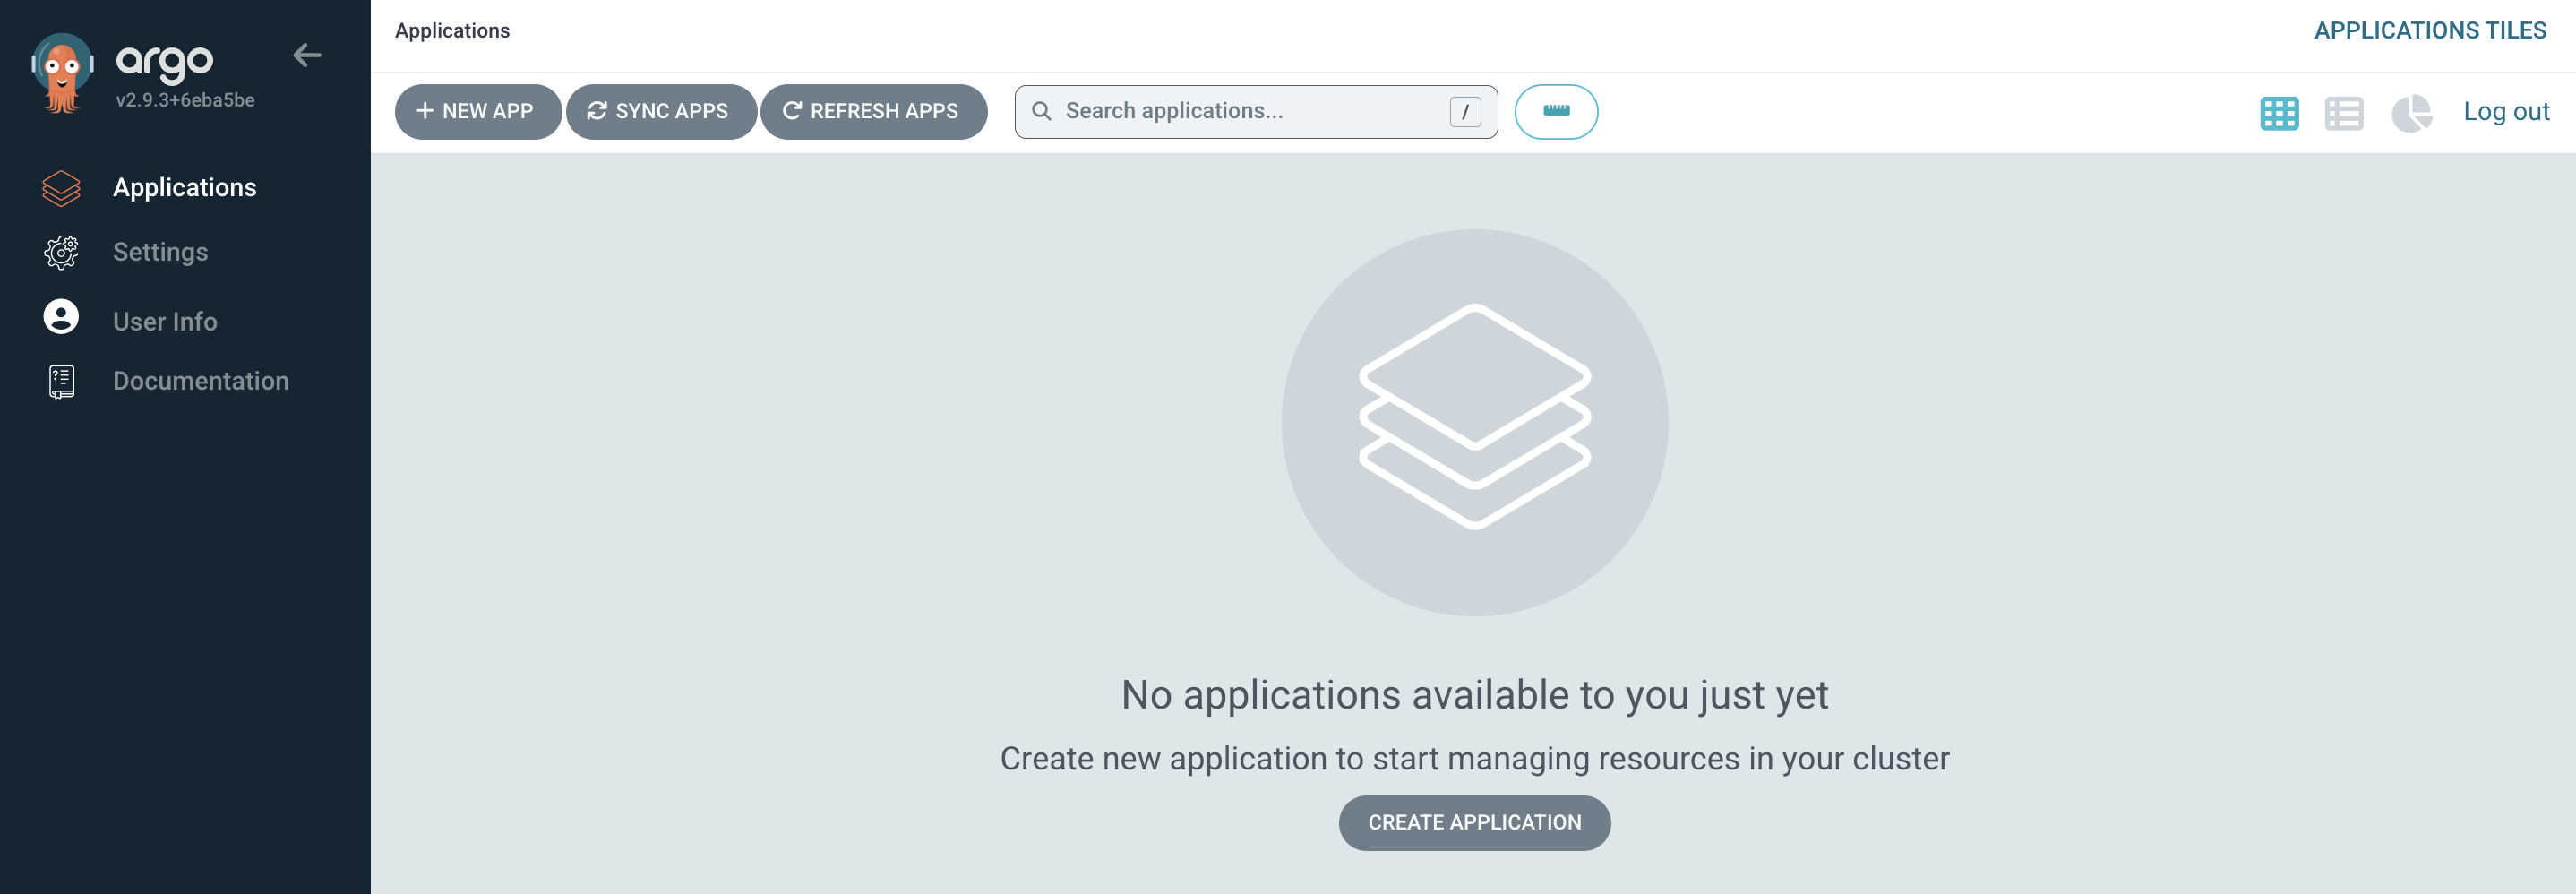 argo
v2.9.3+6eba5be
Applications
Settings
User Info
Documentation
Applications
APPLICATIONS TILES
+ NEW APP
SYNC APPS
REFRESH APPS
Search applications...
/
Log out
No applications available to you just yet
Create new application to start managing resources in your cluster
CREATE APPLICATION